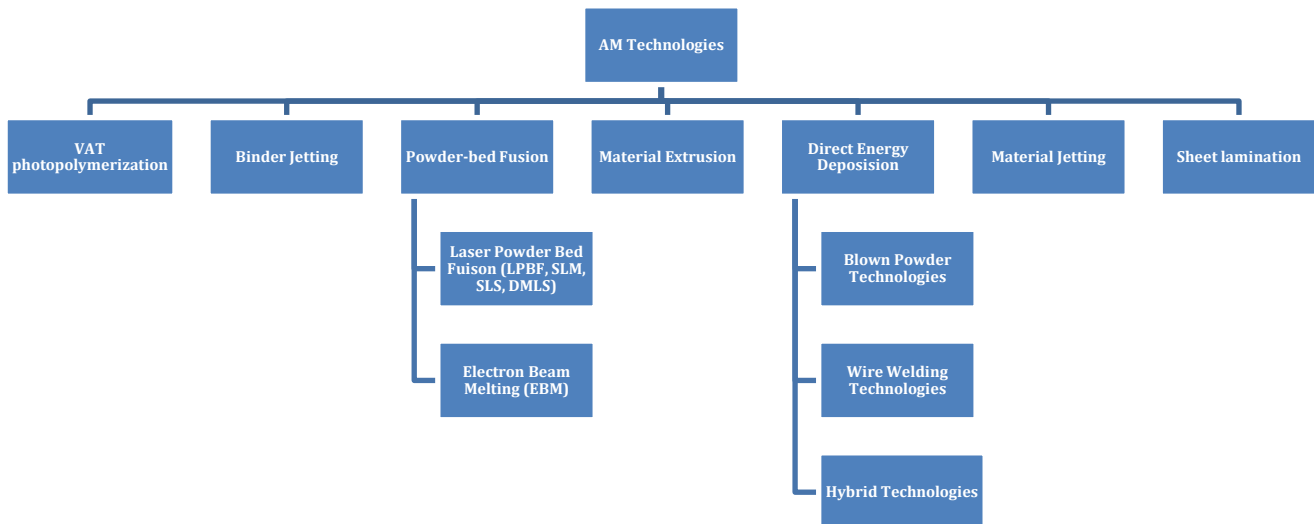 AM Technologies
VAT
photopolymerization
Binder Jetting
Powder-bed Fusion
Material Extrusion
Direct Energy
Deposision
Material Jetting
Sheet lamination
Laser Powder Bed
Fuison (LPBF, SLM,
SLS, DMLS)
Electron Beam
Melting (EBM)
Blown Powder
Technologies
Wire Welding
Technologies
Hybrid Technologies